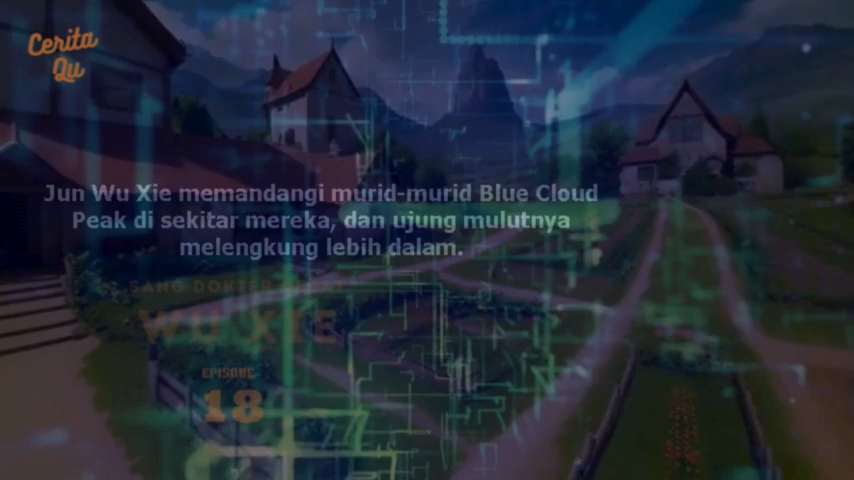 Cerita
Qu
Jun Wu Xie memandangi murid-murid Blue Cloud
Peak di sekitar mereka, dan ujung mulutnya
melengkung lebih dalam.
SANG DOKTER
WU XIE
EPISODE
18